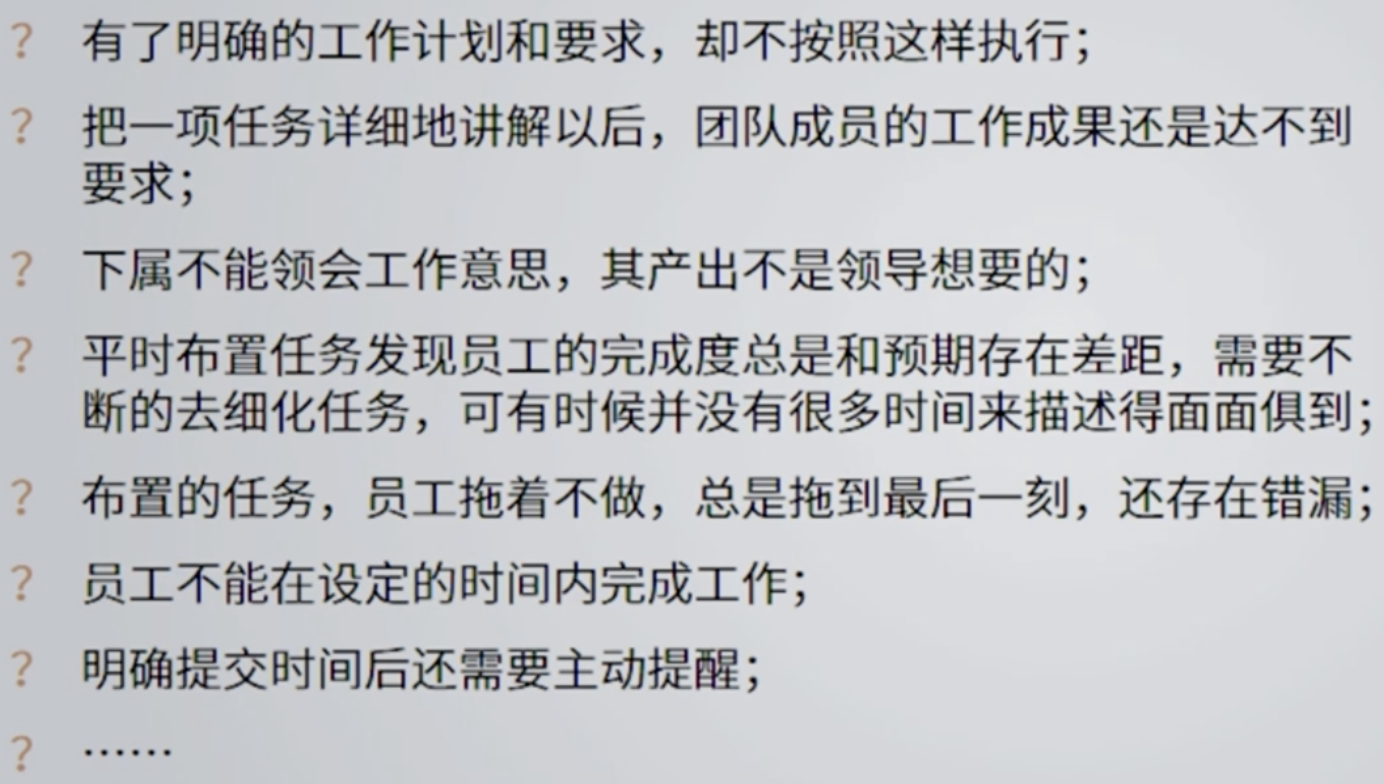 ? 有了明确的工作计划和要求，却不按照这样执行；
? 把一项任务详细地讲解以后，团队成员的工作成果还是达不到
要求；
? 下属不能领会工作意思，其产出不是领导想要的；
? 平时布置任务发现员工的完成度总是和预期存在差距，需要不
断的去细化任务，可有时候并没有很多时间来描述得面面俱到；
? 布置的任务，员工拖着不做，总是拖到最后一刻，还存在错漏；
? 员工不能在设定的时间内完成工作；
? 明确提交时间后还需要主动提醒；
? ……